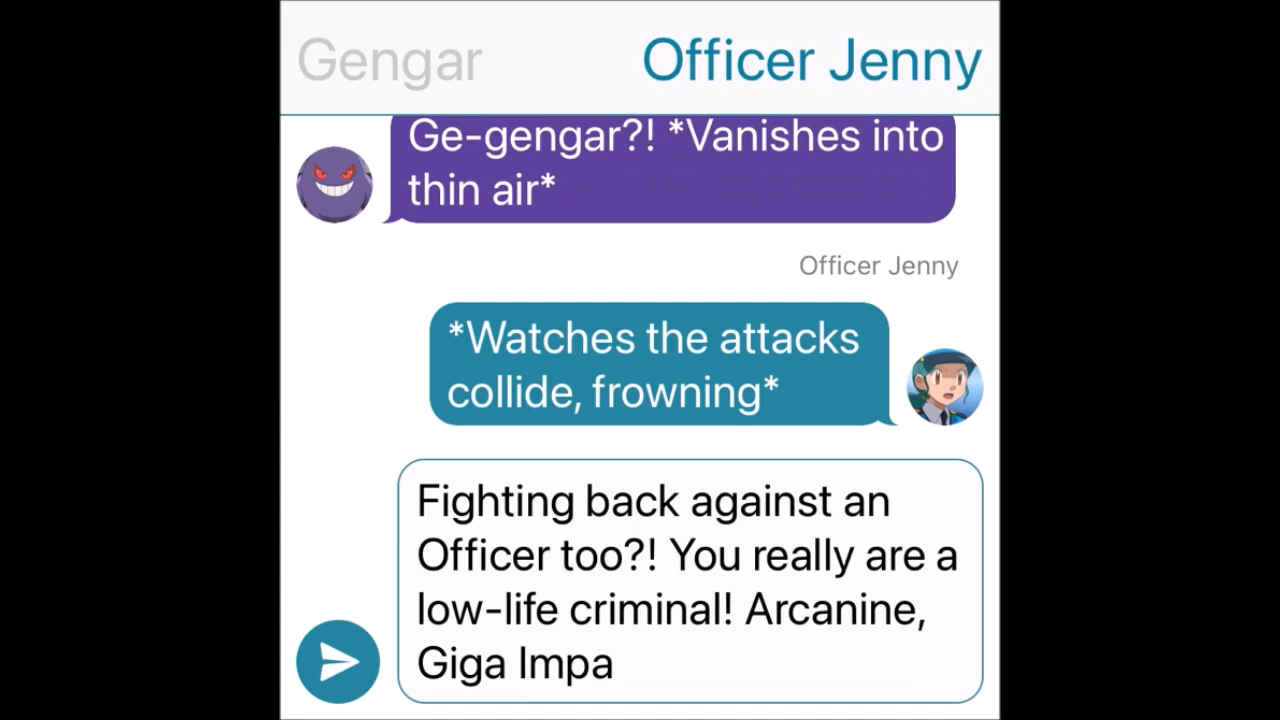 Gengar
Officer Jenny
Ge-gengar?! *Vanishes into
thin air*
Officer Jenny
*Watches the attacks
collide, frowning*
Fighting back against an
Officer too?! You really are a
low-life criminal! Arcanine,
Giga Impa